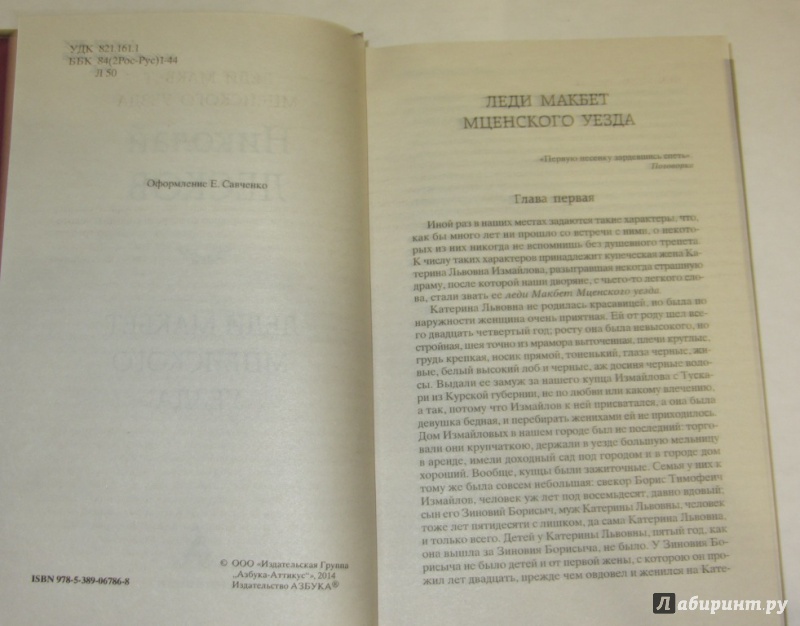 УДК 821.161.1
ББК 84(2Рос-Рус)1-44
Л 50
Оформление Е. Савченко
© ООО «Издательская Группа
„Азбука-Аттикус“», 2014
Издательство АЗБУКА®
ISBN 978-5-389-06786-8
ЛЕДИ МАКБЕТ
МЦЕНСКОГО УЕЗДА
«Первую песенку зардевшись спеть».
Поговорка
Глава первая
Иной раз в наших местах задаются такие характеры, что,
как бы много лет ни прошло со встречи с ними, о некото-
рых из них никогда не вспомнишь без душевного трепета.
К числу таких характеров принадлежит купеческая жена Ка-
терина Львовна Измайлова, разыгравшая некогда страшную
драму, после которой наши дворяне, с чьего-то легкого сло-
ва, стали звать ее леди Макбет Мценского уезда.
Катерина Львовна не родилась красавицей, но была по
наружности женщина очень приятная. Ей от роду шел все-
го двадцать четвертый год; росту она была невысокого, но
стройная, шея точно из мрамора выточенная, плечи круглые,
грудь крепкая, носик прямой, тоненький, глаза черные, жи-
вые, белый высокий лоб и черные, аж досиня черные воло-
сы. Выдали ее замуж за нашего купца Измайлова с Туска-
ри из Курской губернии, не по любви или какому влечению,
а так, потому что Измайлов к ней присватался, а она была
девушка бедная, и перебирать женихами ей не приходилось.
Дом Измайловых в нашем городе был не последний: торго-
вали они крупчаткою, держали в уезде большую мельницу
в аренде, имели доходный сад под городом и в городе дом
хороший. Вообще, купцы были зажиточные. Семья у них к
тому же была совсем небольшая: свекор Борис Тимофеич
Измайлов, человек уж лет под восемьдесят, давно вдовый;
сын его Зиновий Борисыч, муж Катерины Львовны, человек
тоже лет пятидесяти с лишком, да сама Катерина Львовна,
и только всего. Детей у Катерины Львовны, пятый год, как
она вышла за Зиновия Борисыча, не было. У Зиновия Бо-
рисыча не было детей и от первой жены, с которою он про-
жил лет двадцать, прежде чем овдовел и женился на Кате-
Лабиринт.ру